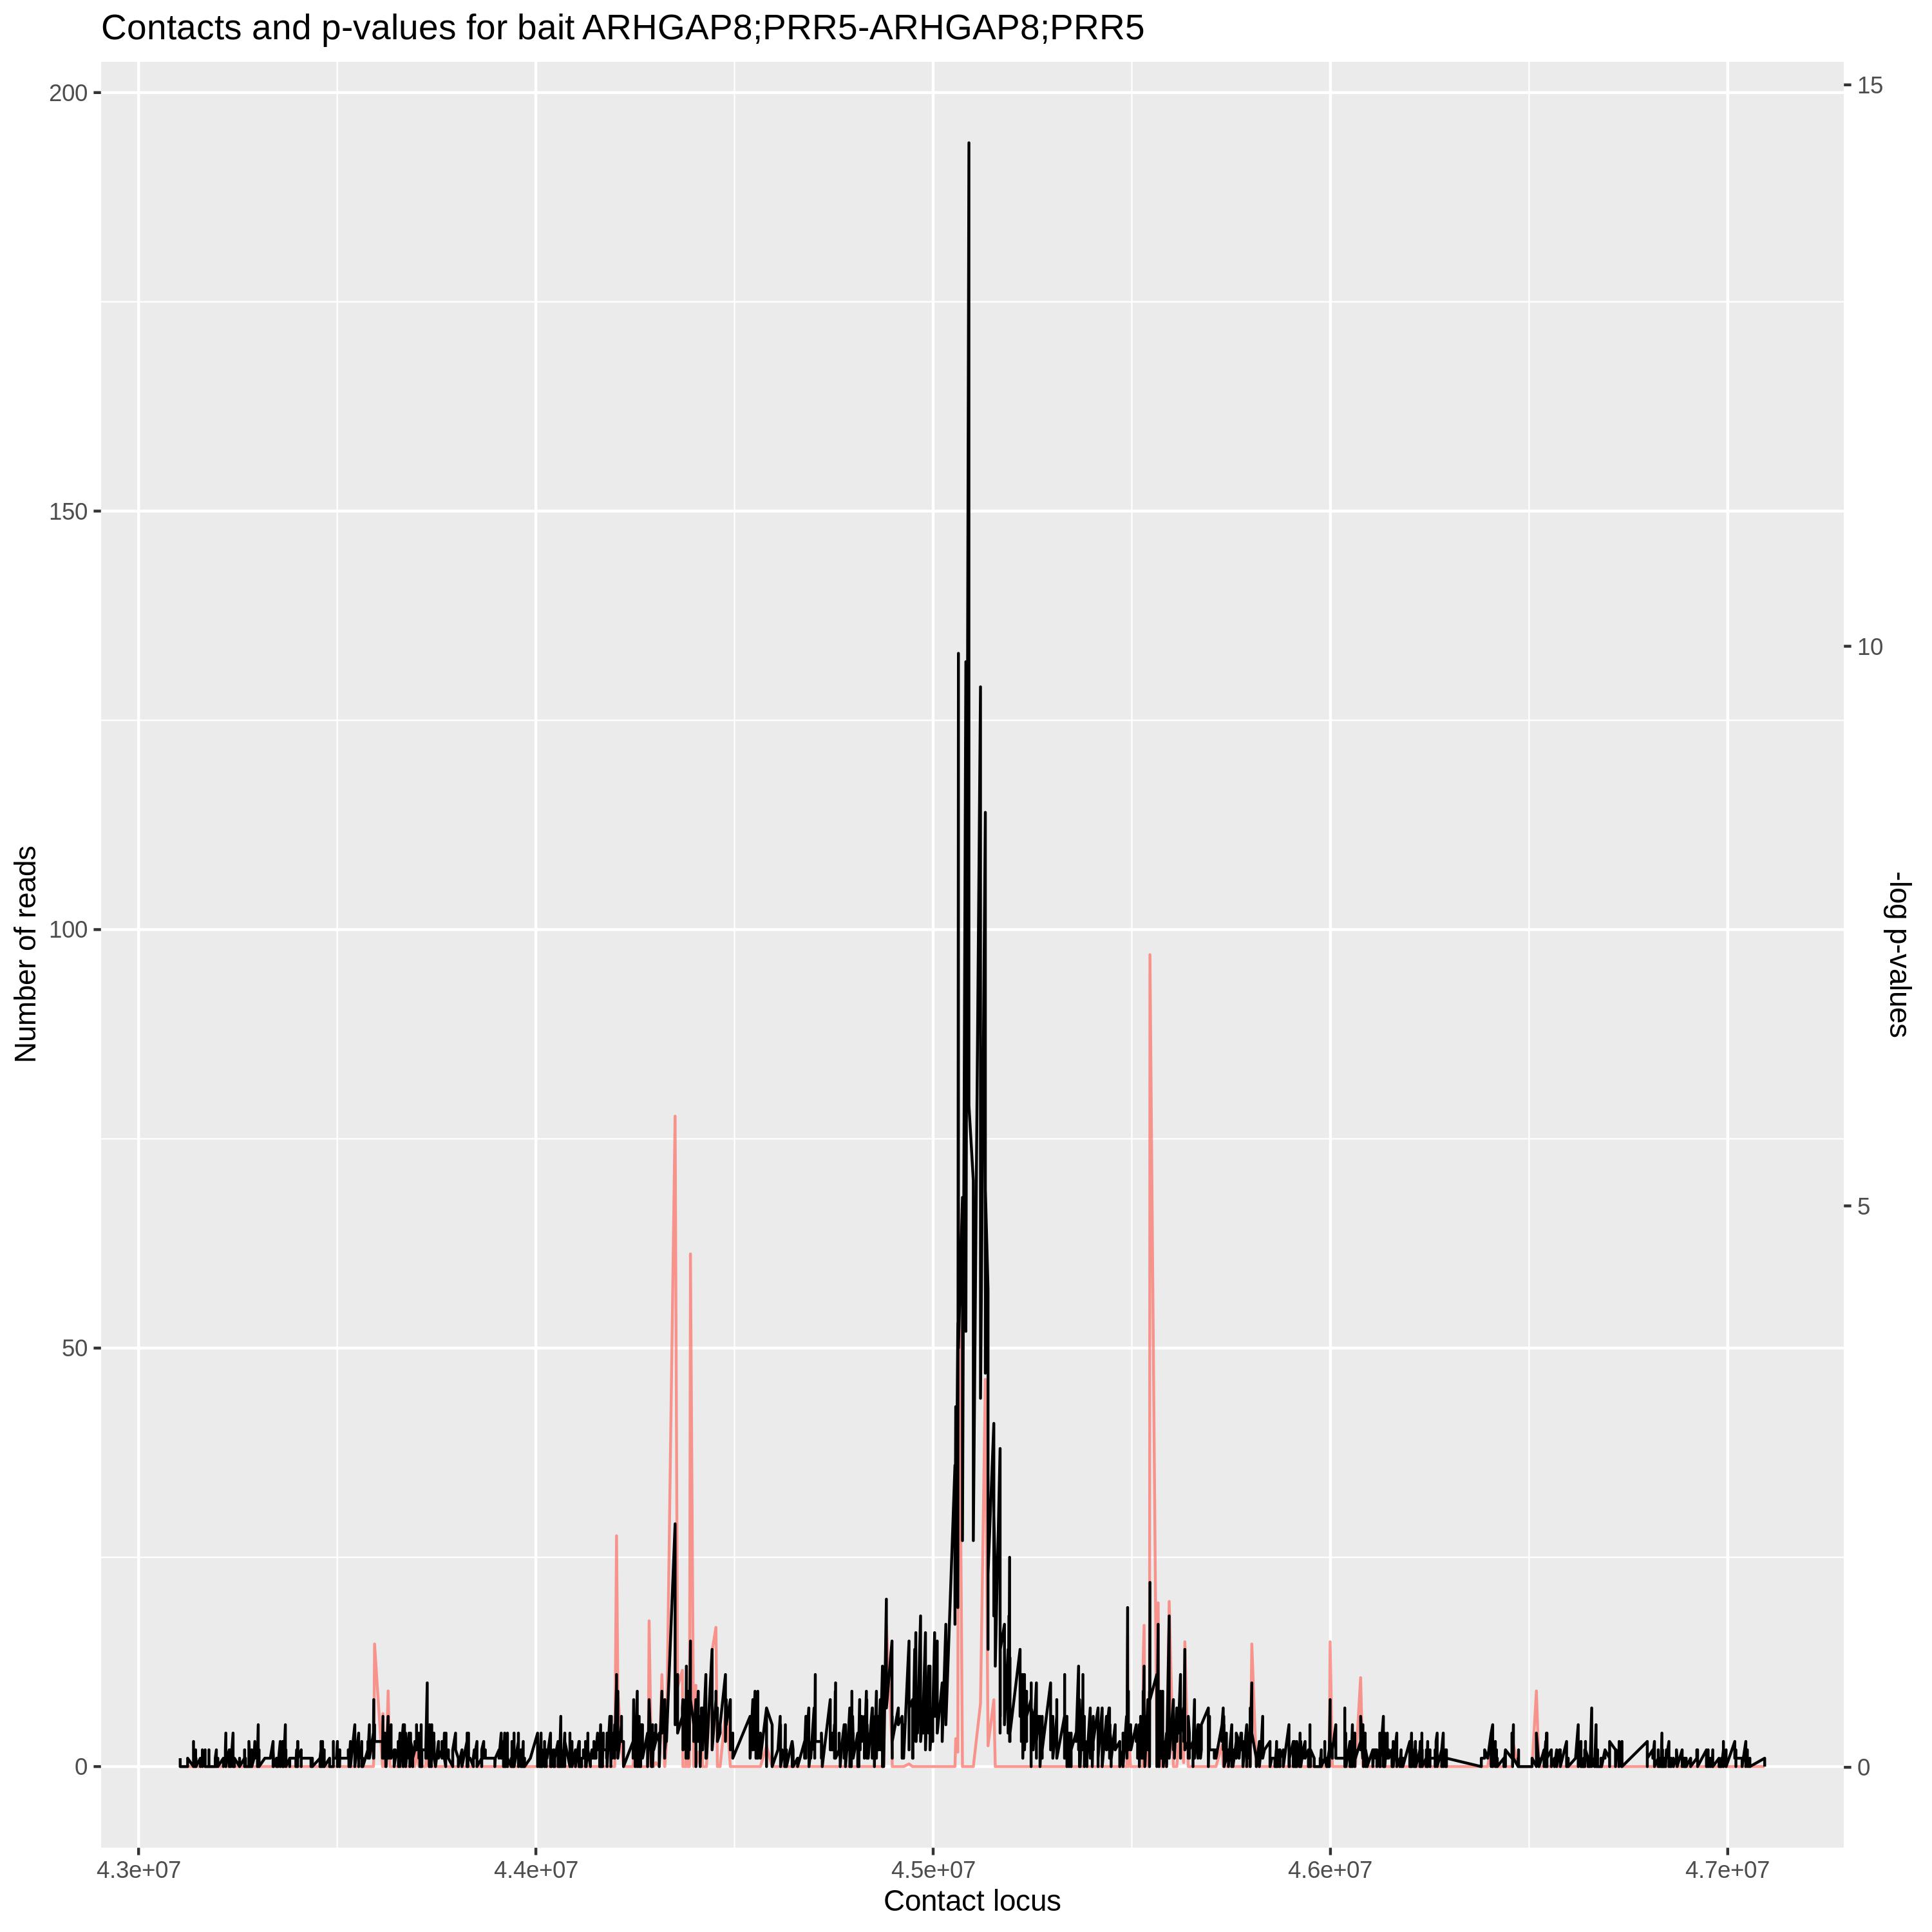 Contacts and p-values for bait ARHGAP8;PRR5-ARHGAP8;PRR5
200
150
100
50
0
Number of reads
15
10
5
0
-log p-values
4.3e+07 4.4e+07 4.5e+07 4.6e+07 4.7e+07
Contact locus